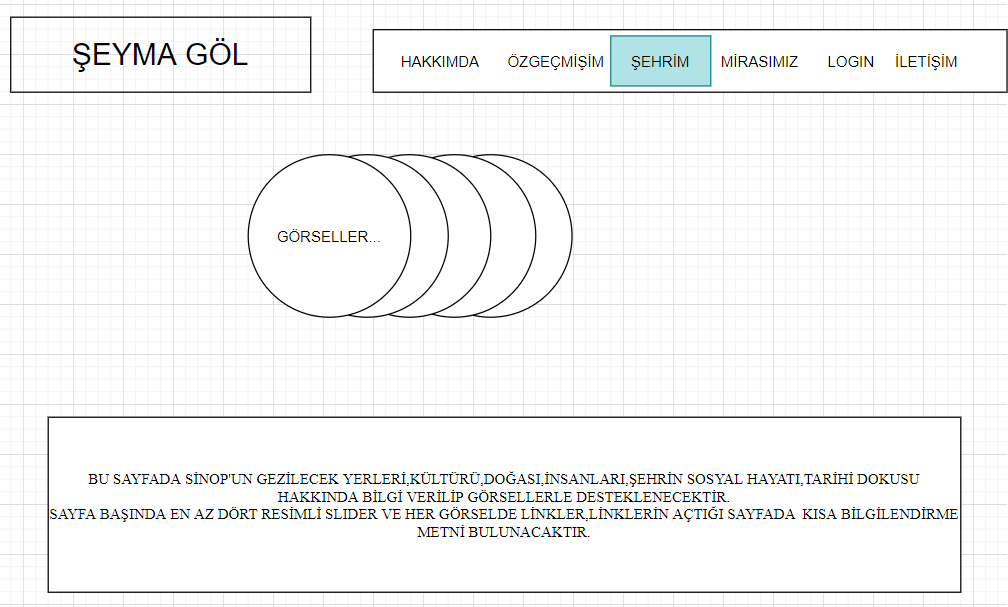 ŞEYMA GÖL
HAKKIMDA ÖZGEÇMİŞİM ŞEHRİM MİRASIMIZ LOGIN İLETİŞİM
GÖRSELLER...
BU SAYFADA SİNOP'UN GEZİLECEK YERLERİ,KÜLTÜRÜ,DOĞASI,İNSANLARI,ŞEHRİN SOSYAL HAYATI,TARİHİ DOKUSU
HAKKINDA BİLGİ VERİLİP GÖRSELLERLE DESTEKLENECEKTİR.
SAYFA BAŞINDA EN AZ DÖRT RESİMLİ SLIDER VE HER GÖRSELDE LİNKLER,LİNKLERİN AÇTIĞI SAYFADA KISA BİLGİLENDİRME
METNİ BULUNACAKTIR.